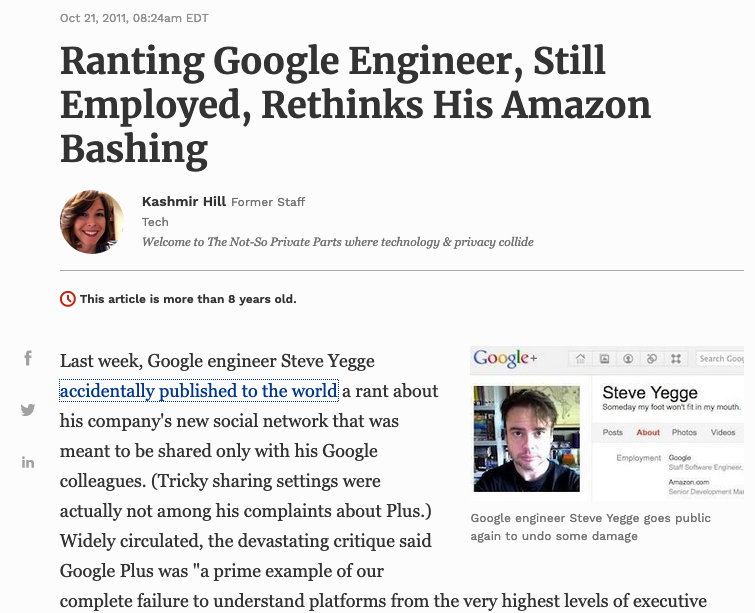 Oct 21, 2011, 08:24am EDT
Ranting Google Engineer, Still
Employed, Rethinks His Amazon
Bashing
Kashmir Hill Former Staff
Tech
Welcome to The Not-So Private Parts where technology & privacy collide
This article is more than 8 years old.
Last week, Google engineer Steve Yegge
accidentally published to the world a rant about
his company's new social network that was
meant to be shared only with his Google
colleagues. (Tricky sharing settings were
actually not among his complaints about Plus.)
Widely circulated, the devastating critique said
Google Plus was "a prime example of our
complete failure to understand platforms from the very highest levels of executive
Google+
Search Goog
Steve Yegge
Someday my foot won't fit in my mouth.
Posts About Photos Videos
Employment Google
Staff Software Engineer,
Amazon.com
Senior Development Mar
Google engineer Steve Yegge goes public
again to undo some damage